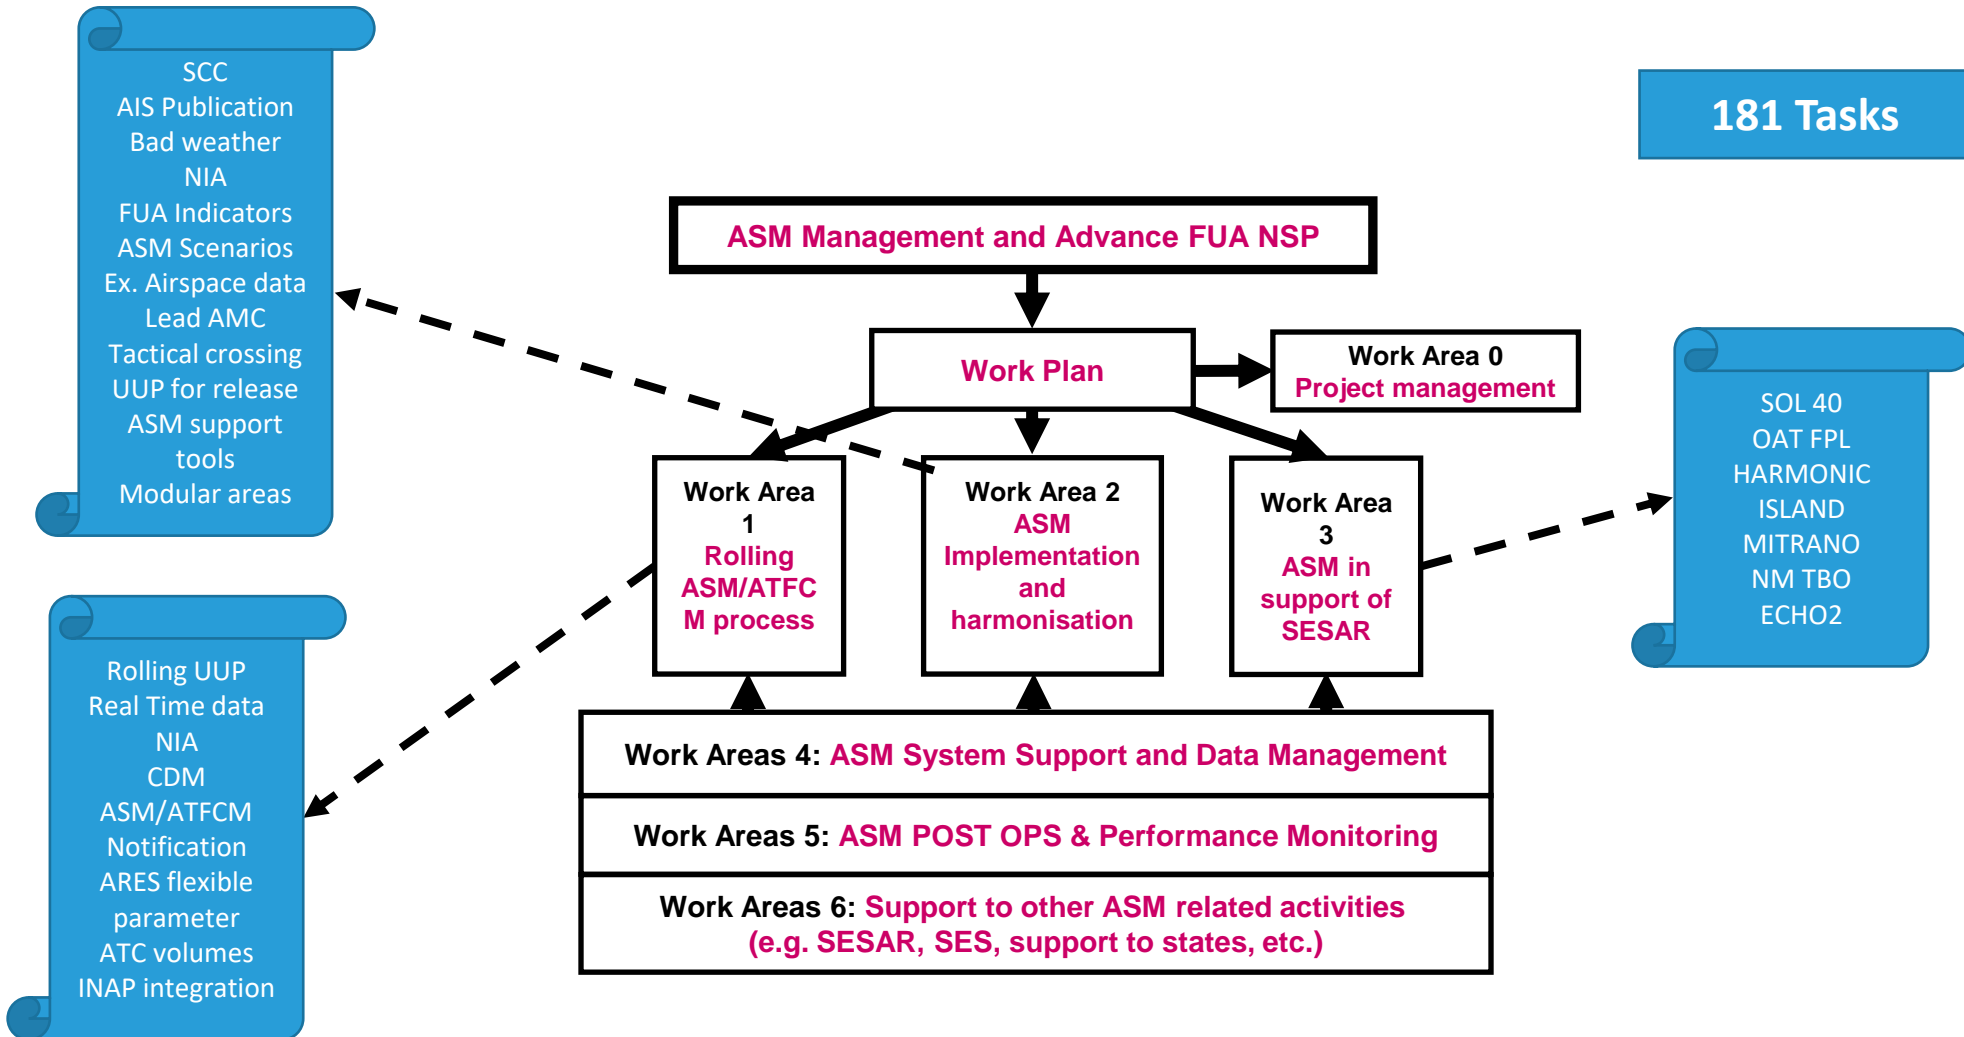 SCC
AIS Publication
Bad weather
NIA
FUA Indicators
ASM Scenarios
Ex. Airspace data
Lead AMC
Tactical crossing
UUP for release
ASM support
tools
Modular areas
181 Tasks
ASM Management and Advance FUA NSP
Work Plan
Work Area 0
Project management
Work Area
1
Rolling
ASM/ATFC
M process
Work Area 2
ASM
Implementation
and
harmonisation
Work Area
3
ASM in
support of
SESAR
SOL 40
OAT FPL
HARMONIC
ISLAND
MITRANO
NM TBO
ECHO2
Rolling UUP
Real Time data
NIA
CDM
ASM/ATFCM
Notification
ARES flexible
parameter
ATC volumes
INAP integration
Work Areas 4: ASM System Support and Data Management
Work Areas 5: ASM POST OPS & Performance Monitoring
Work Areas 6: Support to other ASM related activities
(e.g. SESAR, SES, support to states, etc.)